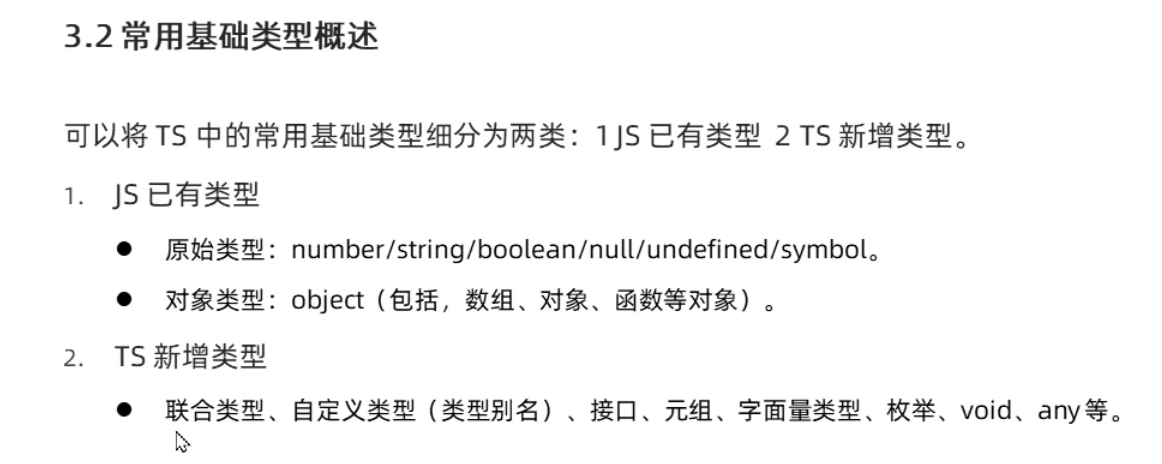 3.2 常用基础类型概述
可以将 TS 中的常用基础类型细分为两类：1 JS 已有类型 2 TS 新增类型。
1. JS 已有类型
● 原始类型：number/string/boolean/null/undefined/symbol。
● 对象类型：object（包括，数组、对象、函数等对象）。
2. TS 新增类型
● 联合类型、自定义类型（类型别名）、接口、元组、字面量类型、枚举、void、any 等。